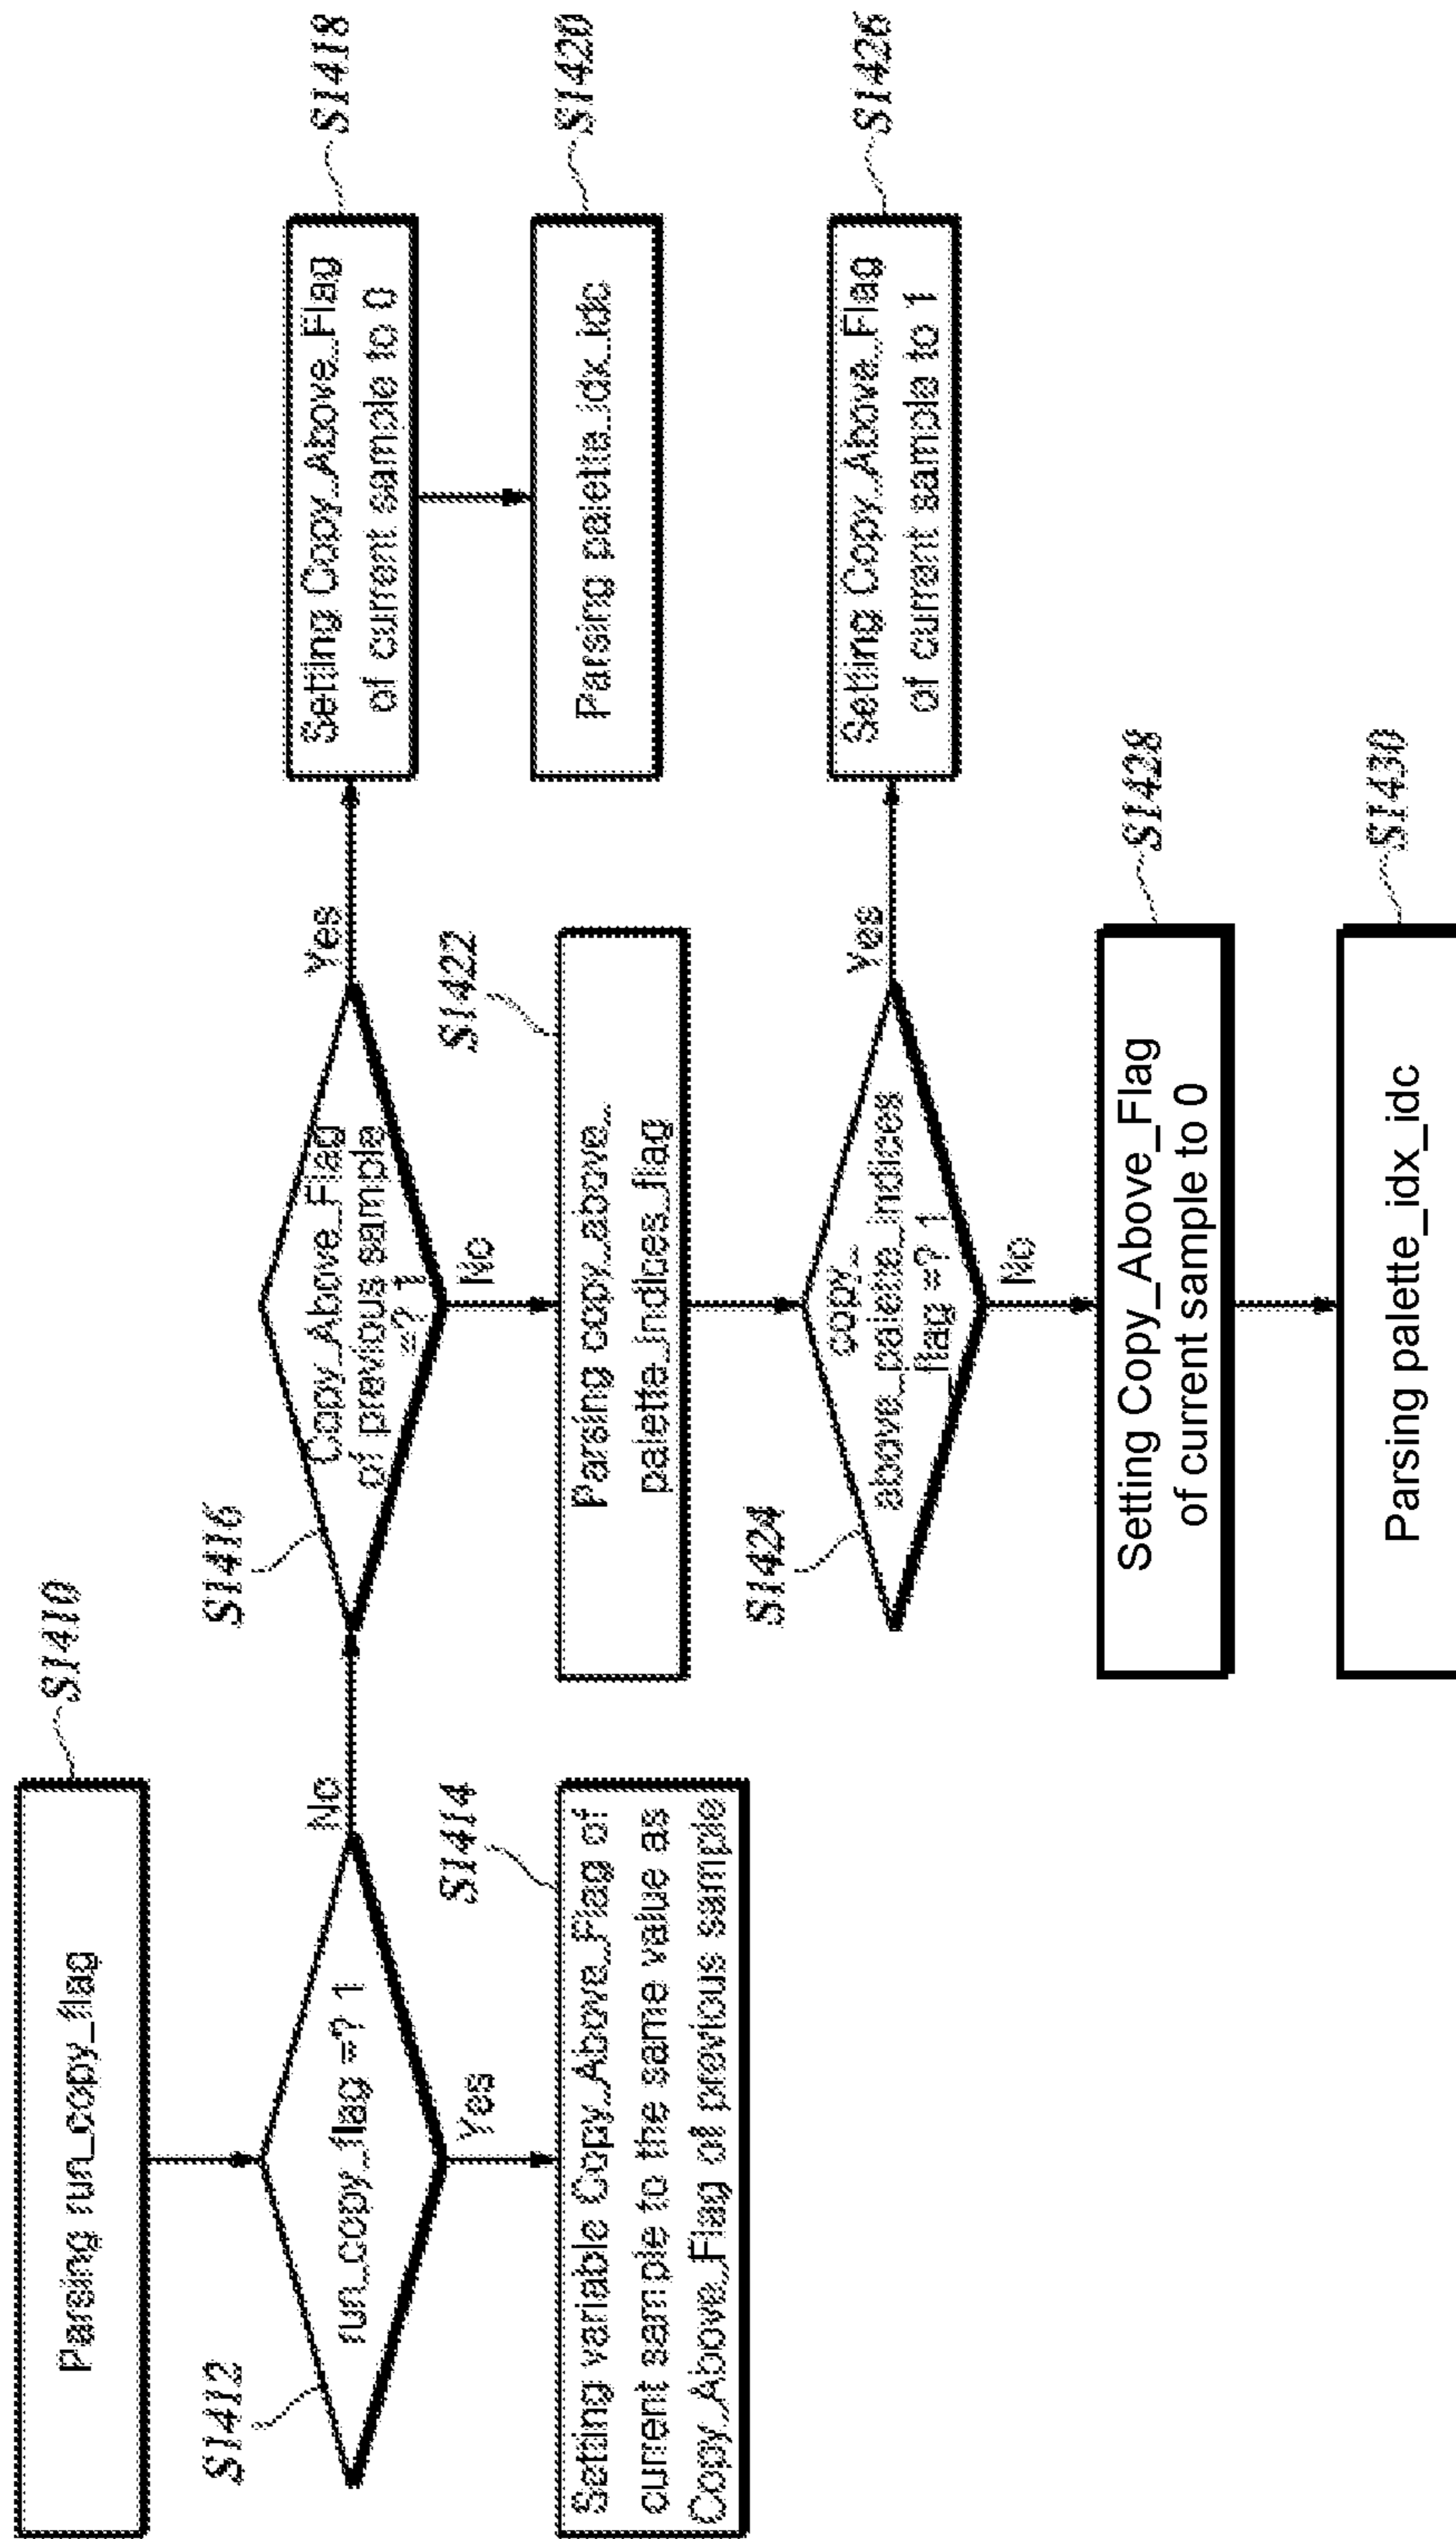 Parsing run_copy_flag
S1410
S1412
run_copy_flag =? 1
No
Yes
S1414
Setting variable Copy_Above_Flag of
current sample to the same value as
Copy_Above_Flag of previous sample
S1416
Copy_Above_Flag
of previous sample
=? 1
Yes
No
Setting Copy_Above_Flag
of current sample to 0
S1418
Parsing palette_idx_idc
S1420
S1422
Parsing copy_above_
palette_indices_flag
S1424
copy_
above_palette_indices
_flag =? 1
Yes
No
Setting Copy_Above_Flag
of current sample to 1
S1426
Setting Copy_Above_Flag
of current sample to 0
S1428
Parsing palette_idx_idc
S1430